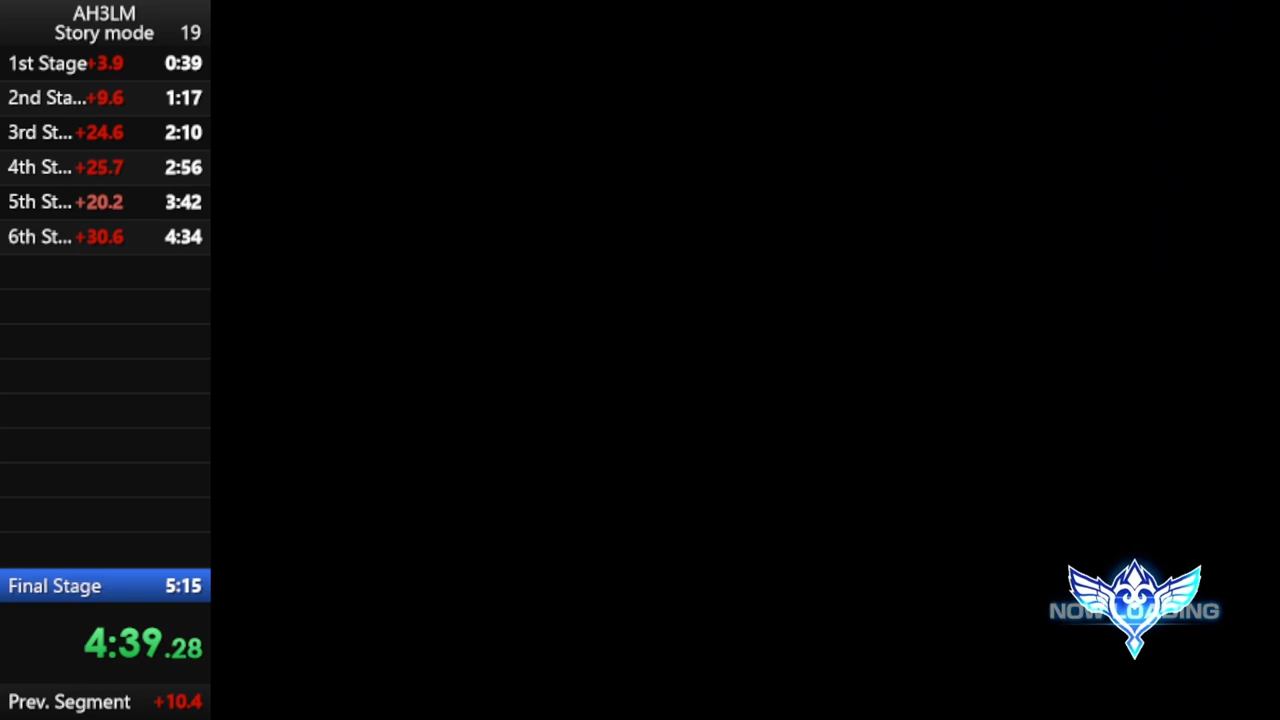 AH3LM
Story mode 19
1st Stage +3.9 0:39
2nd Sta... +9.6 1:17
3rd St... +24.6 2:10
4th St... +25.7 2:56
5th St... +20.2 3:42
6th St... +30.6 4:34
Final Stage 5:15
4:39.28
Prev. Segment +10.4
NOW LOADING